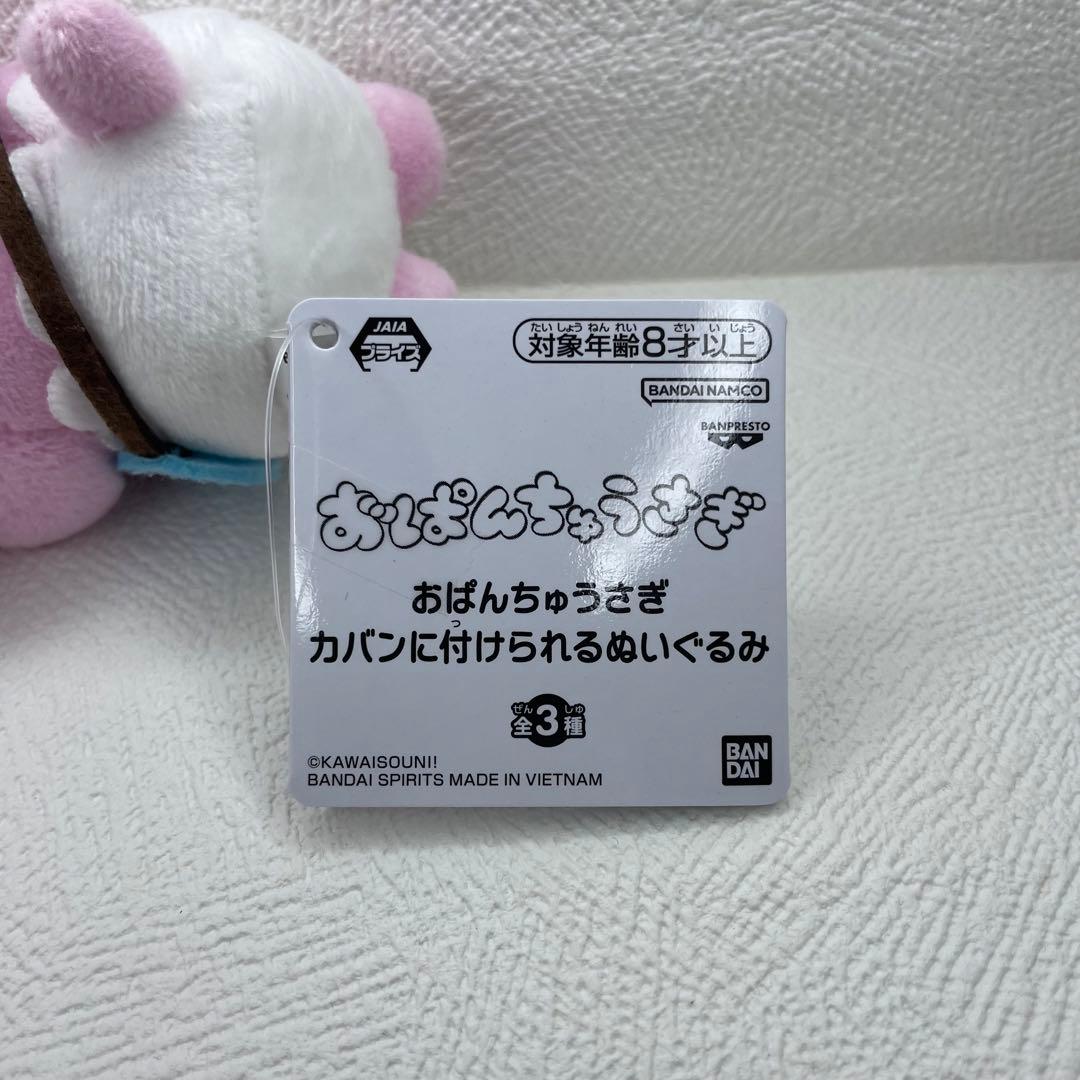 JAIA
プライズ
たいしょうねんれい さいいじょう
対象年齢8才以上
BANDAI NAMCO
BANPRESTO
おぱんちゅうさぎ
おぱんちゅうさぎ
っ
カバンに付けられるぬいぐるみ
ぜん しゅ
全3種
©KAWAISOUNI!
BANDAI SPIRITS MADE IN VIETNAM
BAN
DAI